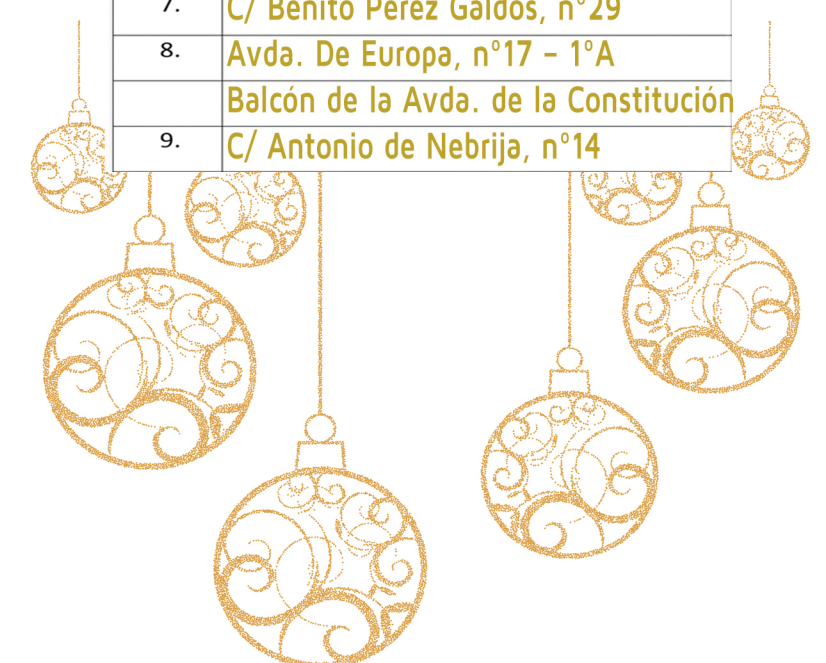 7. C/ Benito Pérez Galdós, nº29
8. Avda. De Europa, nº17 – 1ºA
Balcón de la Avda. de la Constitución
9. C/ Antonio de Nebrija, nº14